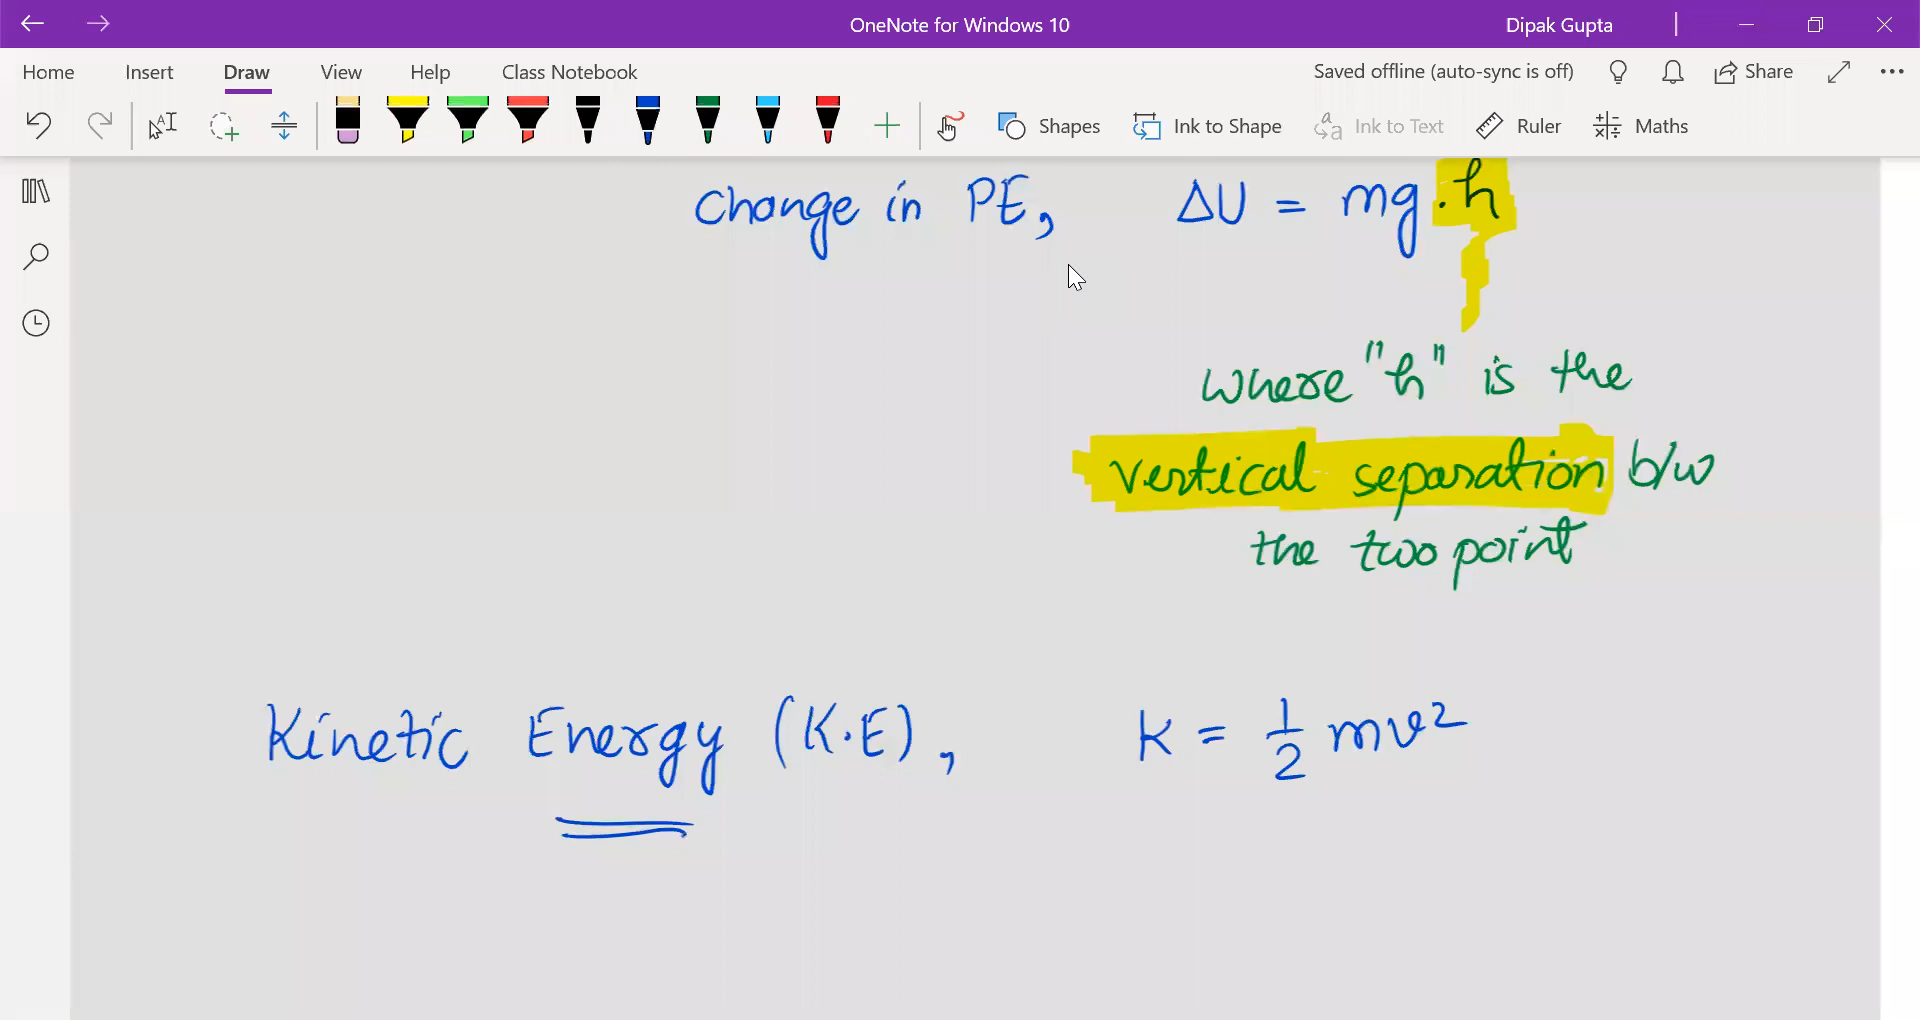 OneNote for Windows 10
Dipak Gupta
Home Insert Draw View Help Class Notebook
Saved offline (auto-sync is off) Share
Shapes Ink to Shape Ink to Text Ruler Maths
Change in PE, ΔU = mg.h
where "h" is the
vertical separation b/w
the two point
Kinetic Energy (K.E), K = 1/2 mv²